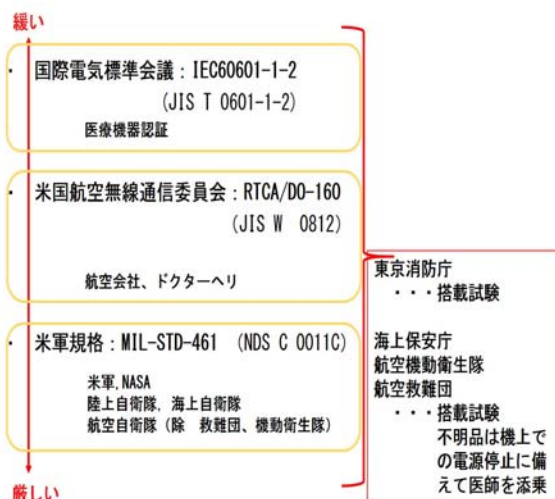 緩い
・ 国際電気標準会議：IEC60601-1-2
(JIS T 0601-1-2)
医療機器認証
・ 米国航空無線通信委員会：RTCA/DO-160
(JIS W 0812)
航空会社、ドクターヘリ
・ 米軍規格：MIL-STD-461 (NDS C 0011C)
米軍,NASA
陸上自衛隊, 海上自衛隊
航空自衛隊（除 救難団、機動衛生隊）
厳しい
東京消防庁
・・・搭載試験
海上保安庁
航空機動衛生隊
航空救難団
・・・搭載試験
不明品は機上で
の電源停止に備
えて医師を添乗